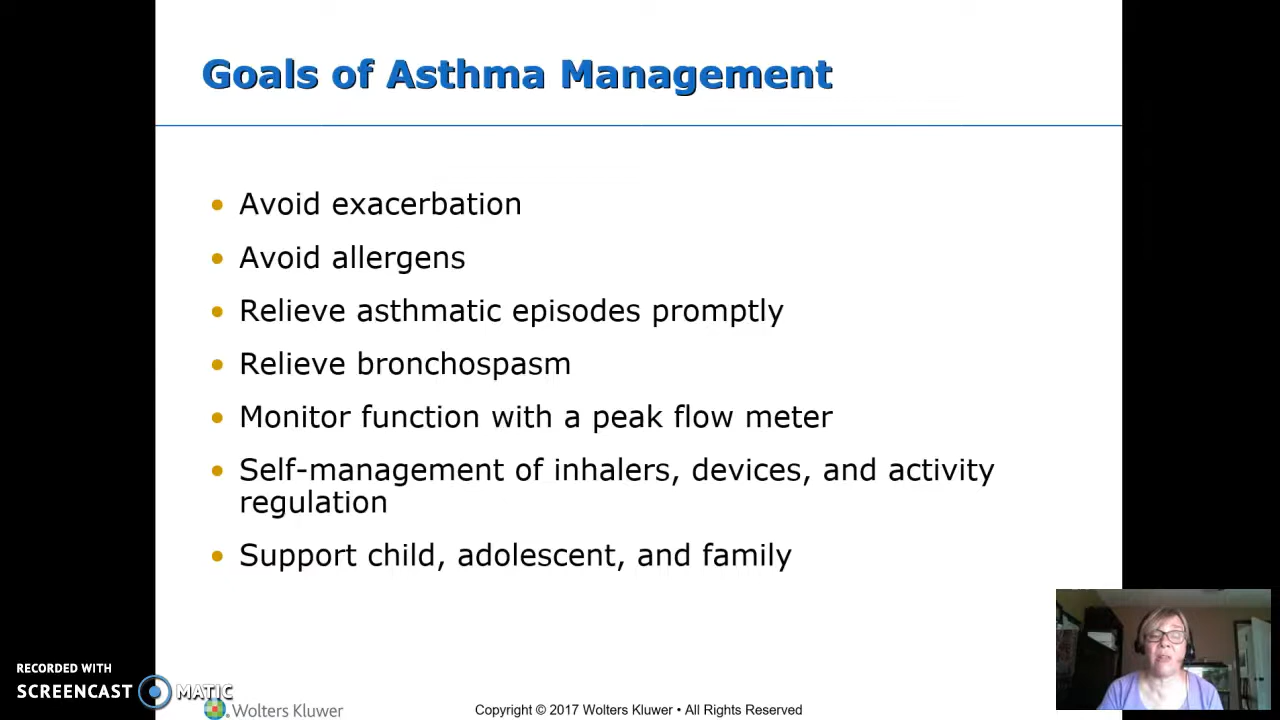 Goals of Asthma Management
• Avoid exacerbation
• Avoid allergens
• Relieve asthmatic episodes promptly
• Relieve bronchospasm
• Monitor function with a peak flow meter
• Self-management of inhalers, devices, and activity
regulation
• Support child, adolescent, and family
RECORDED WITH
SCREENCAST MATIC
Wolters Kluwer
Copyright © 2017 Wolters Kluwer • All Rights Reserved